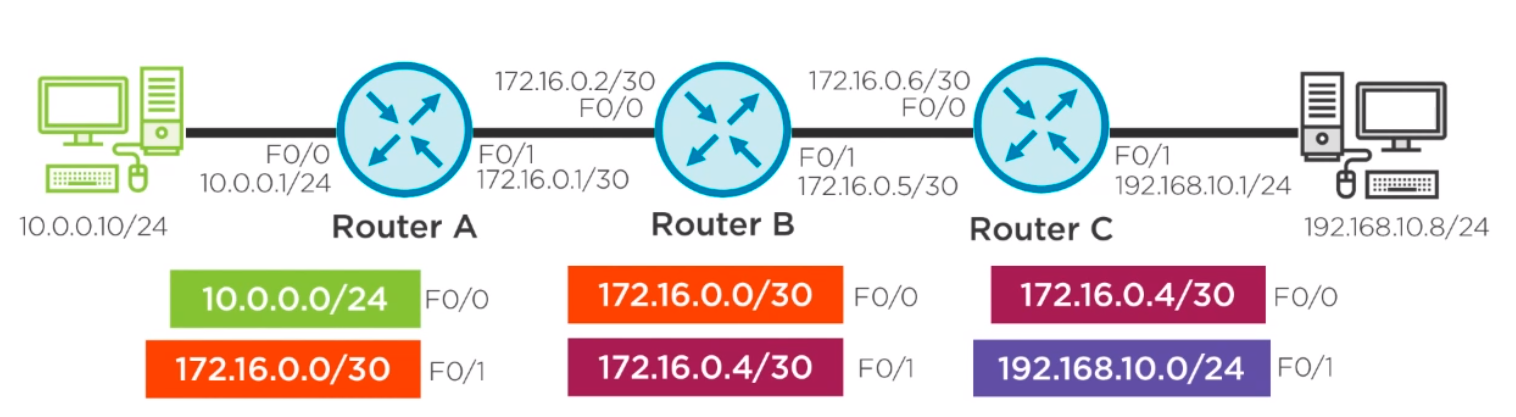 172.16.0.2/30
F0/0
172.16.0.6/30
F0/0
F0/0
10.0.0.1/24
F0/1
172.16.0.1/30
F0/1
172.16.0.5/30
F0/1
192.168.10.1/24
10.0.0.10/24
Router A
Router B
Router C
192.168.10.8/24
10.0.0.0/24 F0/0
172.16.0.0/30 F0/0
172.16.0.4/30 F0/0
172.16.0.0/30 F0/1
172.16.0.4/30 F0/1
192.168.10.0/24 F0/1